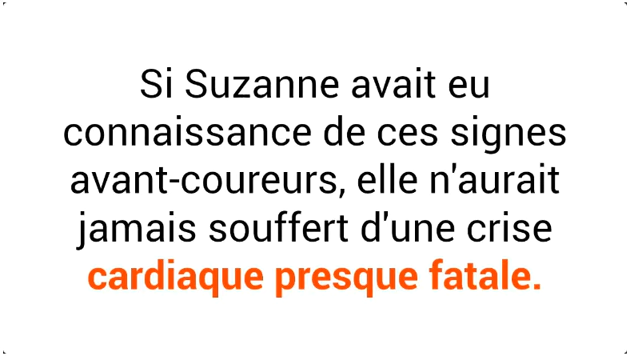 Si Suzanne avait eu
connaissance de ces signes
avant-coureurs, elle n'aurait
jamais souffert d'une crise
cardiaque presque fatale.